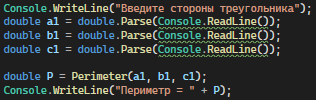 Console.WriteLine("Введите стороны треугольника");
double a1 = double.Parse(Console.ReadLine());
double b1 = double.Parse(Console.ReadLine());
double c1 = double.Parse(Console.ReadLine());
double P = Perimeter(a1, b1, c1);
Console.WriteLine("Периметр = " + P);